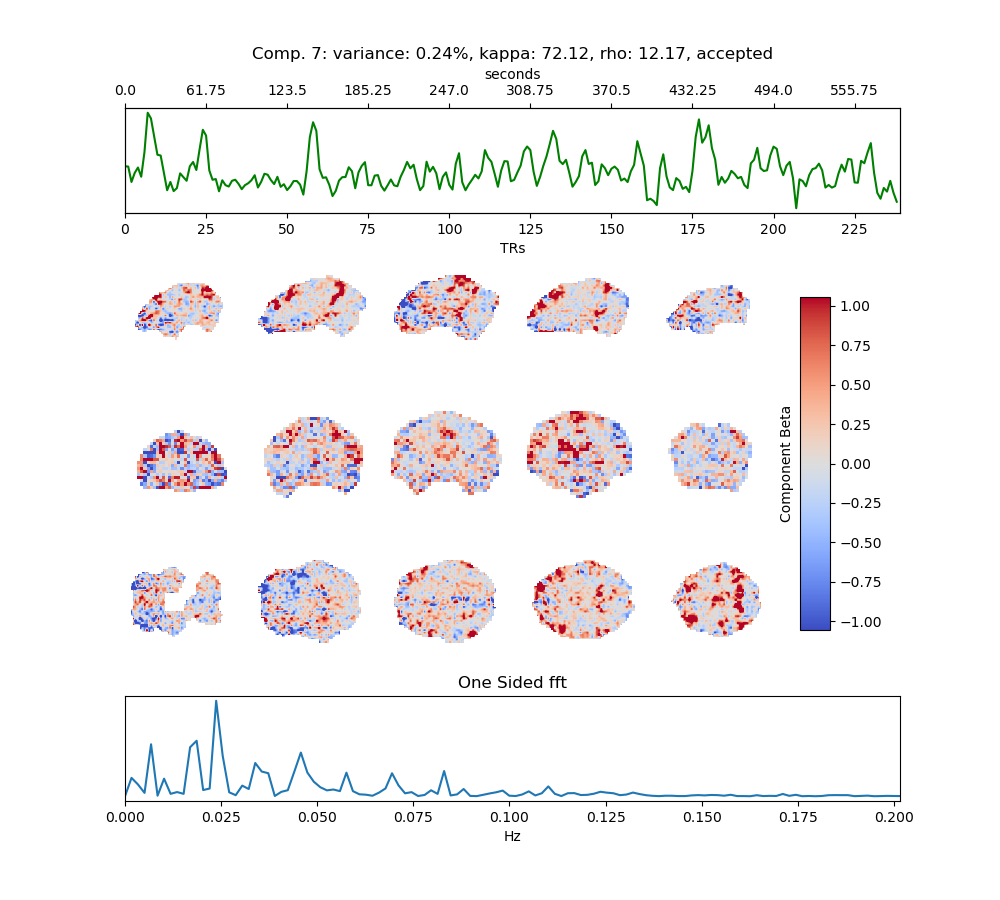 Comp. 7: variance: 0.24%, kappa: 72.12, rho: 12.17, accepted
seconds
0.0 61.75 123.5 185.25 247.0 308.75 370.5 432.25 494.0 555.75
0 25 50 75 100 125 150 175 200 225
TRs
1.00
0.75
0.50
0.25
0.00
−0.25
−0.50
−0.75
−1.00
Component Beta
One Sided fft
0.000 0.025 0.050 0.075 0.100 0.125 0.150 0.175 0.200
Hz